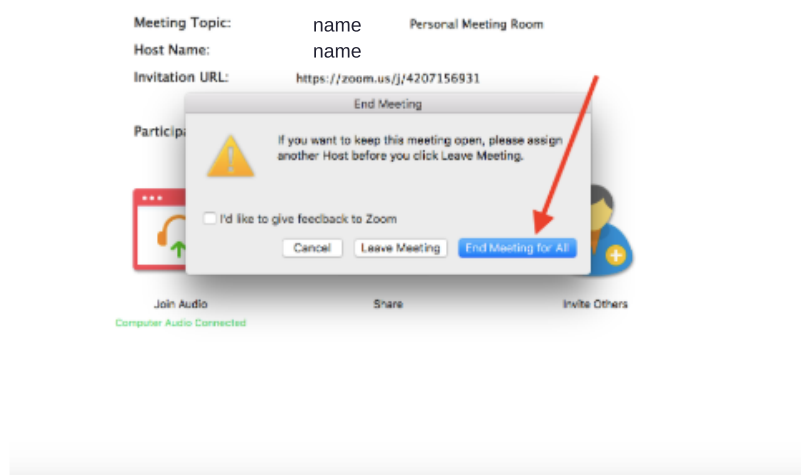 Meeting Topic: name Personal Meeting Room
Host Name: name
Invitation URL: https://zoom.us/j/4207156931
End Meeting
Participa
If you want to keep this meeting open, please assign
another Host before you click Leave Meeting.
I'd like to give feedback to Zoom
Cancel Leave Meeting End Meeting for All
Join Audio Share Invite Others
Computer Audio Connected